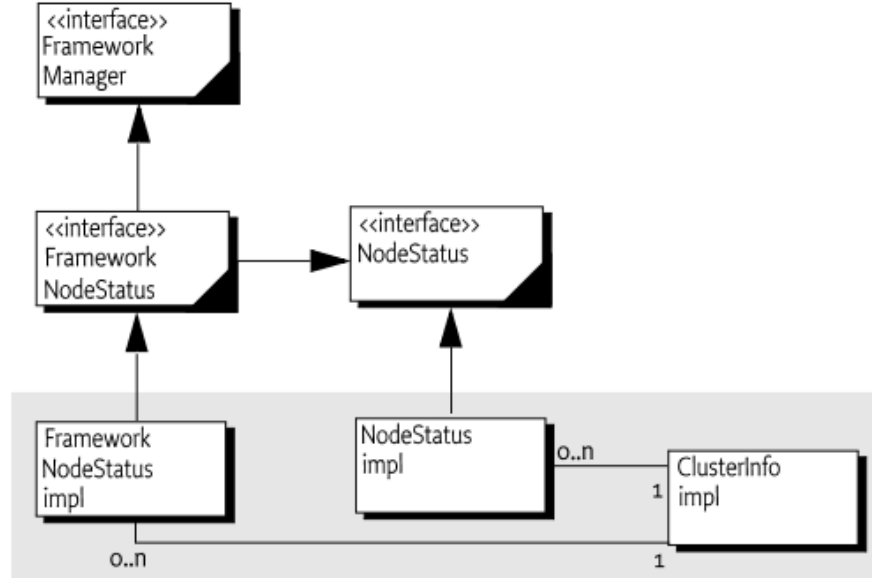 <<interface>>
Framework
Manager
<<interface>>
Framework
NodeStatus
<<interface>>
NodeStatus
Framework
NodeStatus
impl
NodeStatus
impl
o..n
1
ClusterInfo
impl
o..n
1